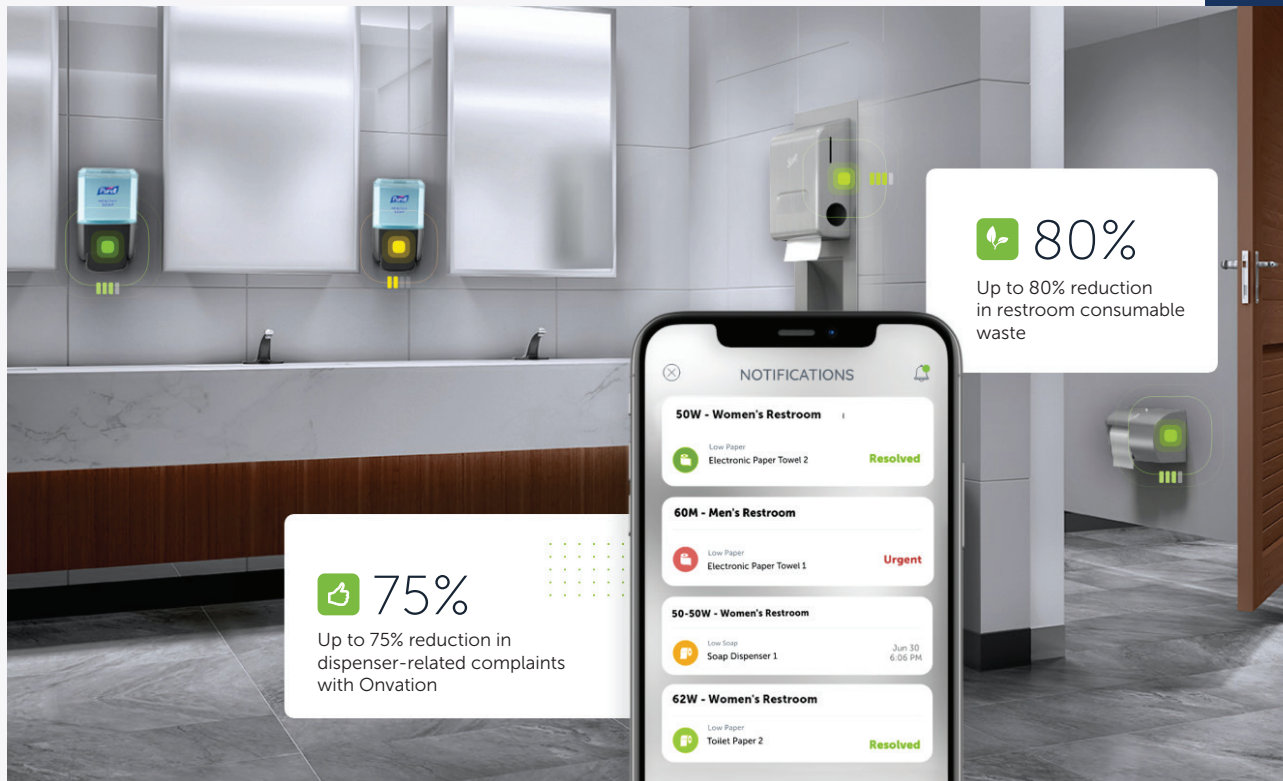 Purell
Purell
Scott
80%
Up to 80% reduction
in restroom consumable
waste
NOTIFICATIONS
50W - Women's Restroom
Low Paper
Electronic Paper Towel 2
Resolved
60M - Men's Restroom
Low Paper
Electronic Paper Towel 1
Urgent
50-50W - Women's Restroom
Low Soap
Soap Dispenser 1
Jun 30
6:06 PM
62W - Women's Restroom
Low Paper
Toilet Paper 2
Resolved
75%
Up to 75% reduction in
dispenser-related complaints
with Onvation